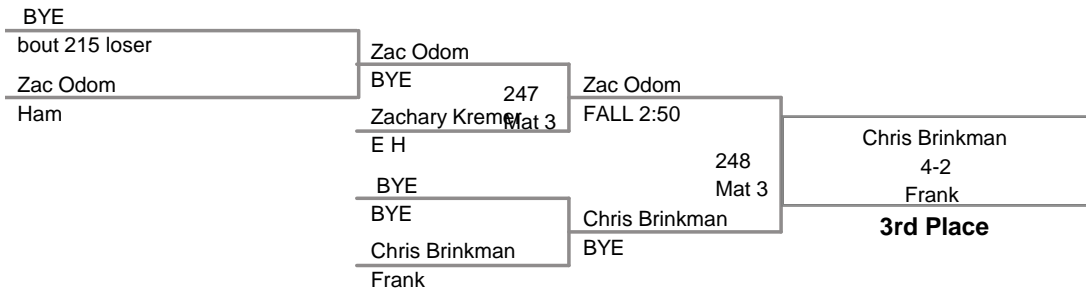 BYE
bout 215 loser
Zac Odom
Ham
Zac Odom
BYE
247
Mat 3
Zachary Kremer
E H
BYE
BYE
Chris Brinkman
Frank
Zac Odom
FALL 2:50
248
Mat 3
Chris Brinkman
BYE
Chris Brinkman
4-2
Frank
3rd Place